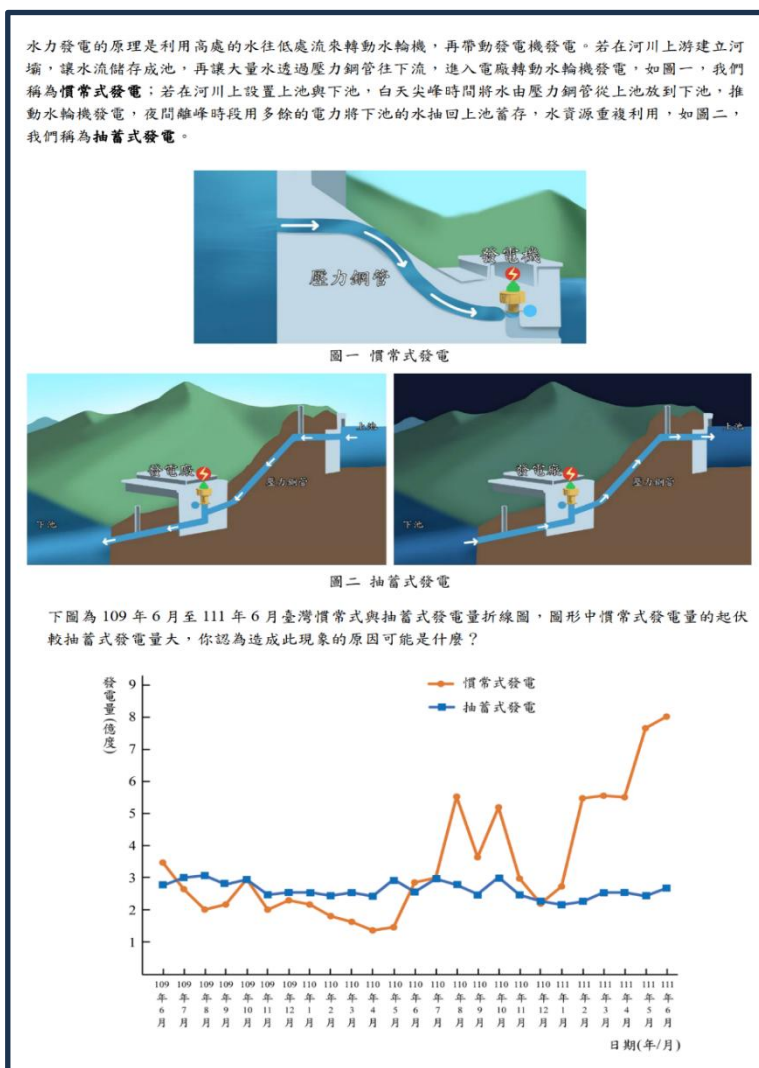 水力發電的原理是利用高處的水往低處流來轉動水輪機，再帶動發電機發電。若在河川上游建立河
壩，讓水流儲存成池，再讓大量水透過壓力鋼管往下流，進入電廠轉動水輪機發電，如圖一，我們
稱為慣常式發電；若在河川上設置上池與下池，白天尖峰時間將水由壓力鋼管從上池放到下池，推
動水輪機發電，夜間離峰時段用多餘的電力將下池的水抽回上池蓄存，水資源重複利用，如圖二，
我們稱為抽蓄式發電。
發電機
壓力鋼管
圖一 慣常式發電
上池
發電廠
壓力鋼管
下池
上池
發電廠
壓力鋼管
下池
圖二 抽蓄式發電
下圖為 109 年 6 月至 111 年 6 月臺灣慣常式與抽蓄式發電量折線圖，圖形中慣常式發電量的起伏
較抽蓄式發電量大，你認為造成此現象的原因可能是什麼？
發電量(億度)
慣常式發電
抽蓄式發電
9
8
7
6
5
4
3
2
1
109年6月
109年7月
109年8月
109年9月
109年10月
109年11月
109年12月
110年1月
110年2月
110年3月
110年4月
110年5月
110年6月
110年7月
110年8月
110年9月
110年10月
110年11月
110年12月
111年1月
111年2月
111年3月
111年4月
111年5月
111年6月
日期(年/月)